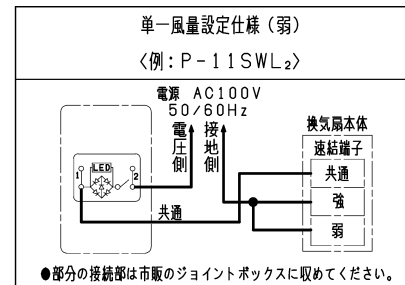 単一風量設定仕様（弱）
〈例：P-11SWL₂〉
電源 AC100V
50/60Hz
電圧側
接地側
換気扇本体
速結端子
LED
1
2
共通
強
弱
共通
●部分の接続部は市販のジョイントボックスに収めてください。